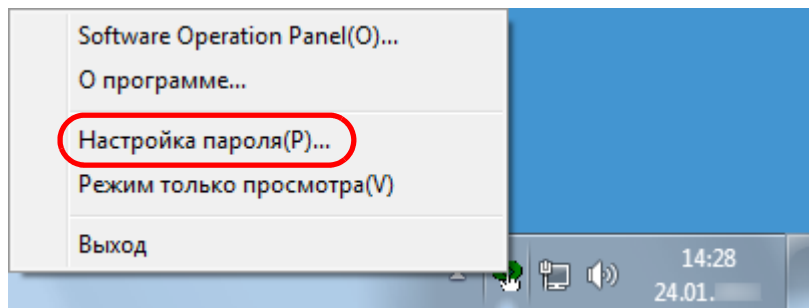 Software Operation Panel(O)...
О программе...
Настройка пароля(P)...
Режим только просмотра(V)
Выход
14:28
24.01.